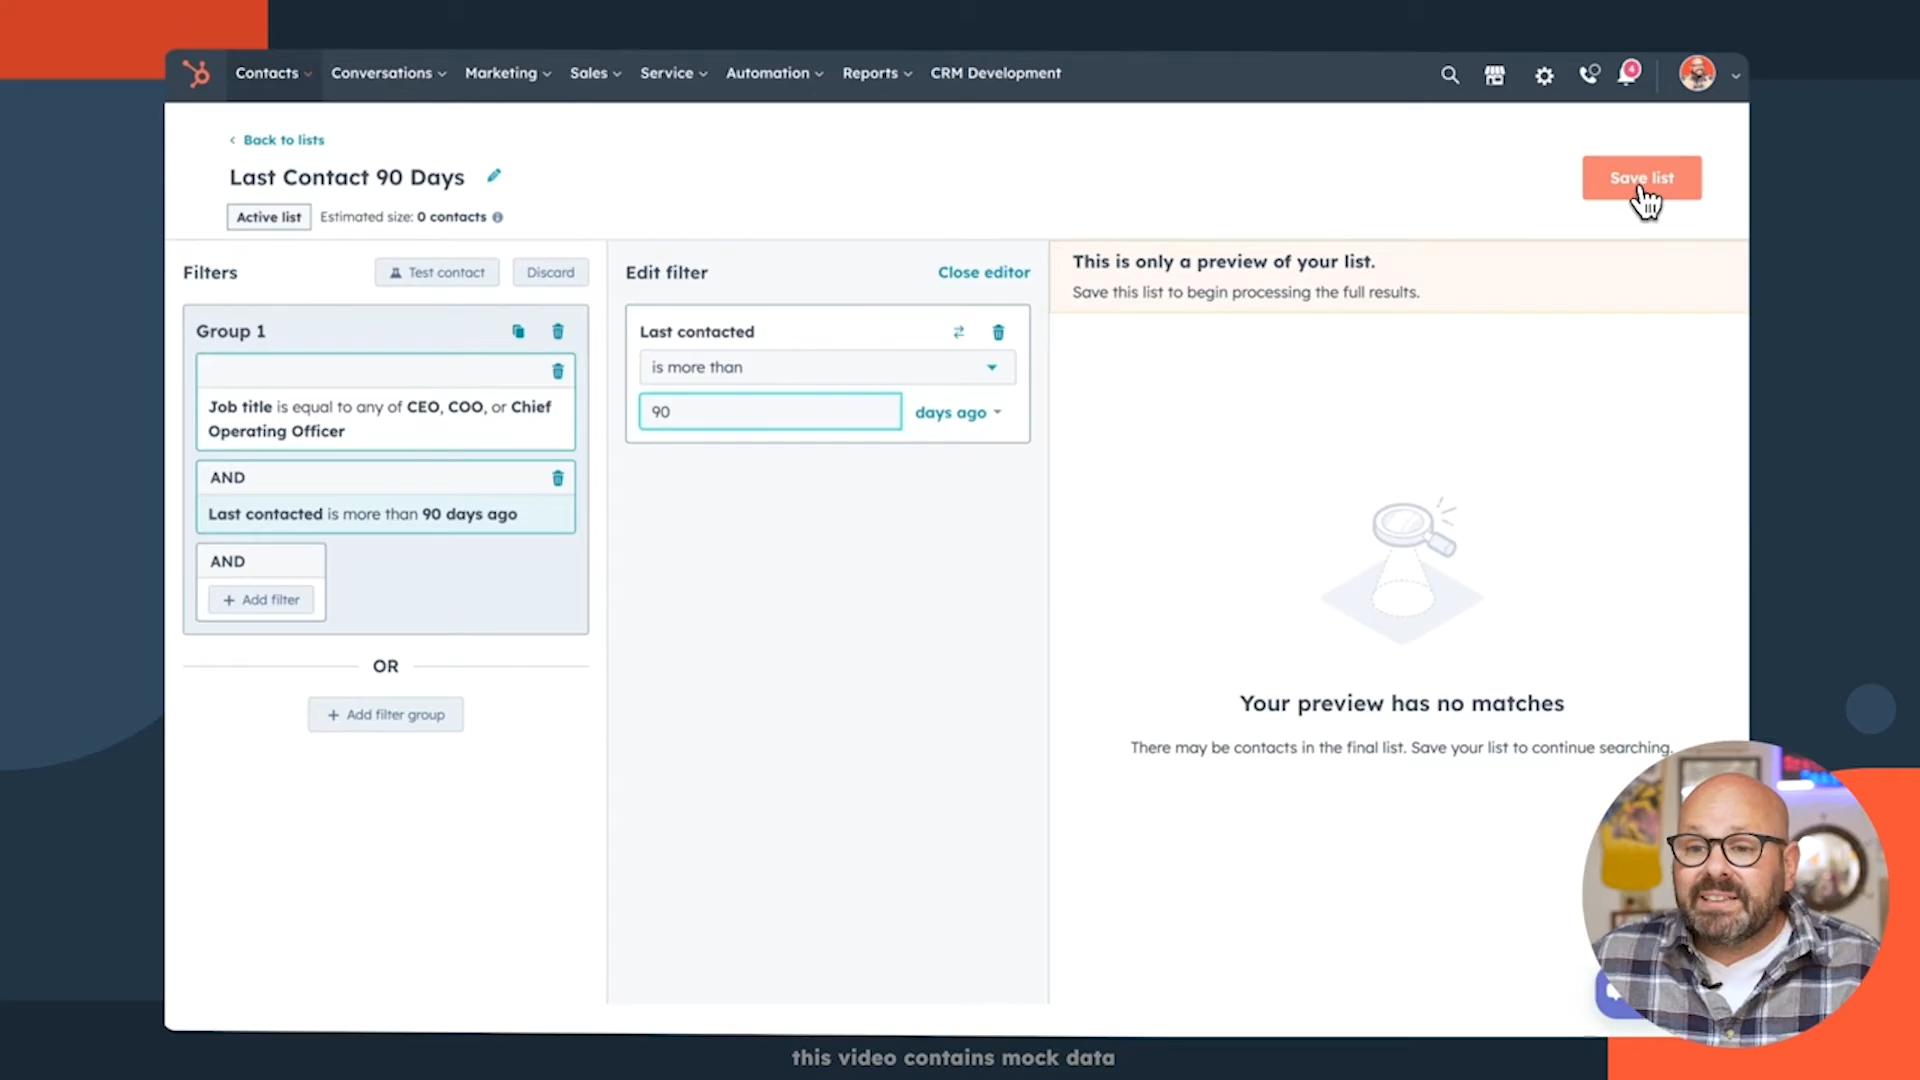 Contacts Conversations Marketing Sales Service Automation Reports CRM Development
4
Back to lists
Last Contact 90 Days
Save list
Active list Estimated size: 0 contacts
Filters
Test contact
Discard
Group 1
Job title is equal to any of CEO, COO, or Chief
Operating Officer
AND
Last contacted is more than 90 days ago
AND
+ Add filter
OR
+ Add filter group
Edit filter
Close editor
Last contacted
is more than
90
days ago
This is only a preview of your list.
Save this list to begin processing the full results.
Your preview has no matches
There may be contacts in the final list. Save your list to continue searching.
this video contains mock data